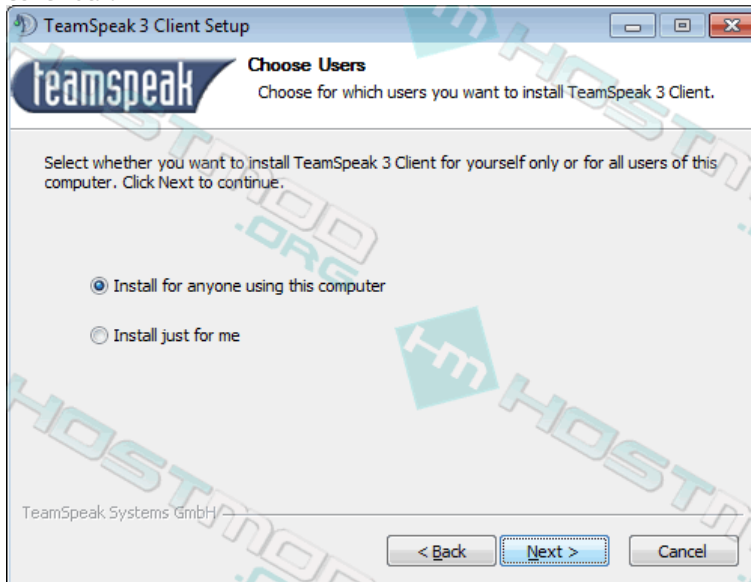 TeamSpeak 3 Client Setup
teamspeak
Choose Users
Choose for which users you want to install TeamSpeak 3 Client.
Select whether you want to install TeamSpeak 3 Client for yourself only or for all users of this
computer. Click Next to continue.
Install for anyone using this computer
Install just for me
HM HOSTMOD
.ORG
TeamSpeak Systems GmbH
< Back
Next >
Cancel